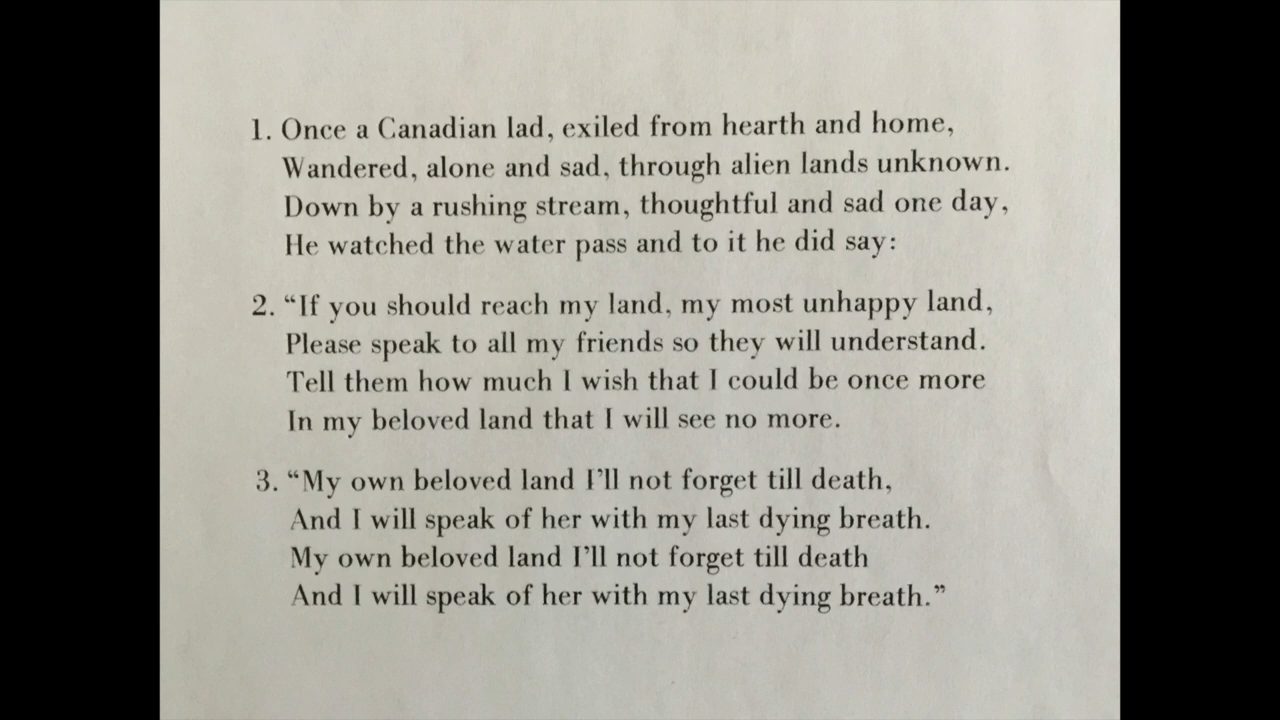 1. Once a Canadian lad, exiled from hearth and home,
Wandered, alone and sad, through alien lands unknown.
Down by a rushing stream, thoughtful and sad one day,
He watched the water pass and to it he did say:
2. “If you should reach my land, my most unhappy land,
Please speak to all my friends so they will understand.
Tell them how much I wish that I could be once more
In my beloved land that I will see no more.
3. “My own beloved land I’ll not forget till death,
And I will speak of her with my last dying breath.
My own beloved land I’ll not forget till death
And I will speak of her with my last dying breath.”